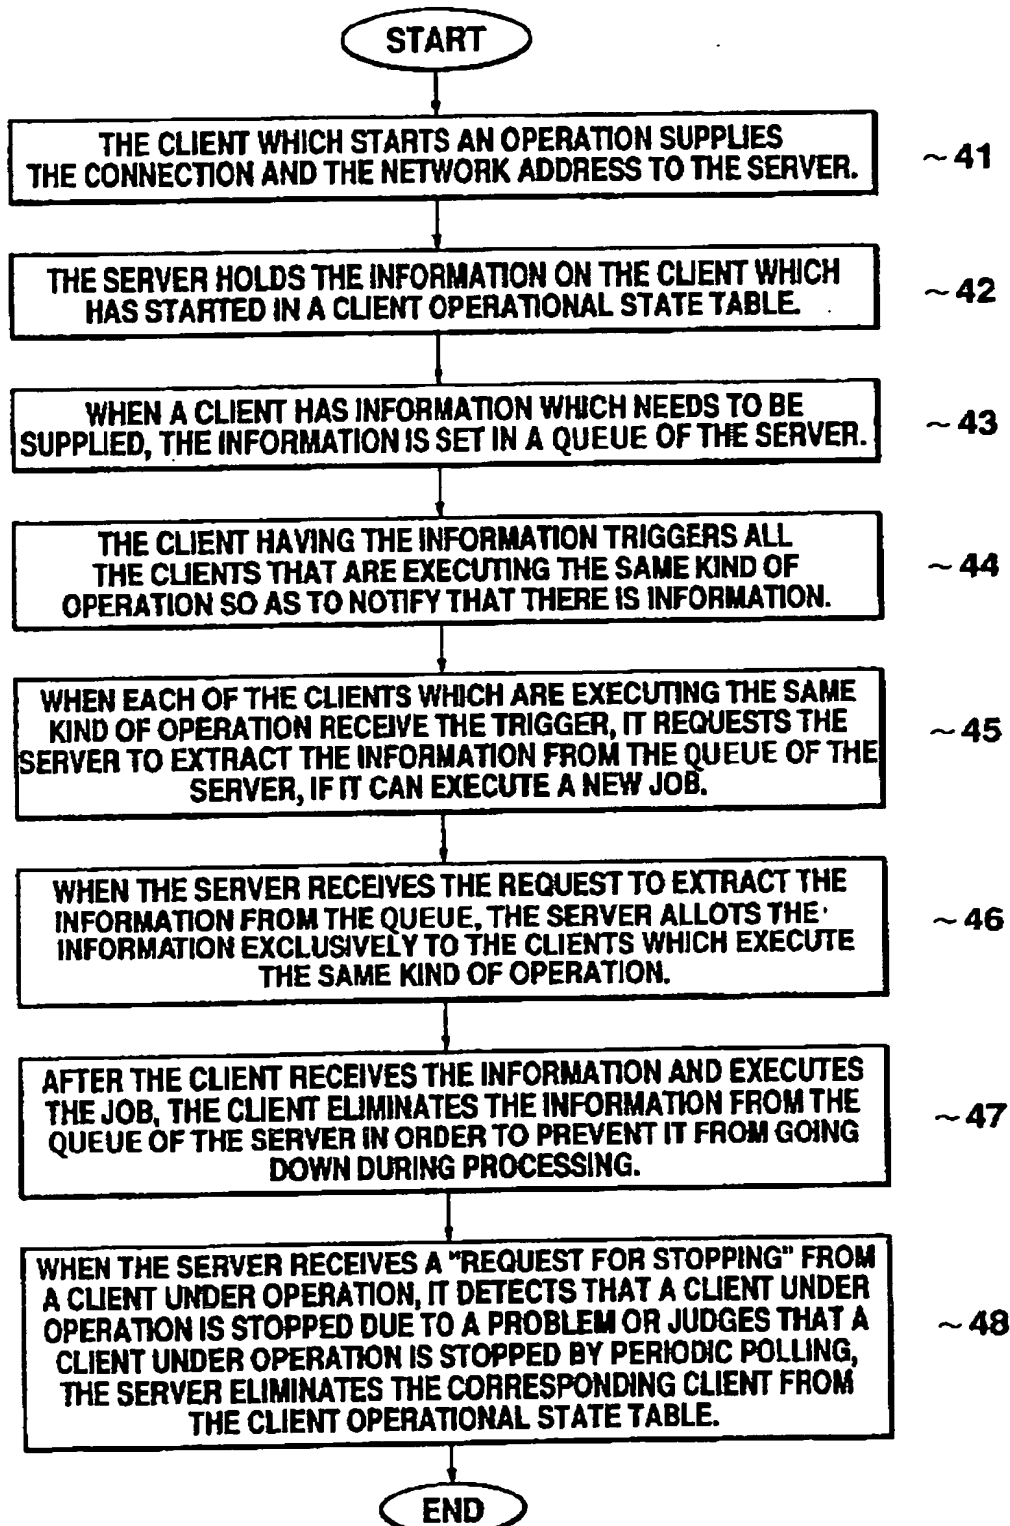 START
THE CLIENT WHICH STARTS AN OPERATION SUPPLIES
THE CONNECTION AND THE NETWORK ADDRESS TO THE SERVER.
~41
THE SERVER HOLDS THE INFORMATION ON THE CLIENT WHICH
HAS STARTED IN A CLIENT OPERATIONAL STATE TABLE.
~42
WHEN A CLIENT HAS INFORMATION WHICH NEEDS TO BE
SUPPLIED, THE INFORMATION IS SET IN A QUEUE OF THE SERVER.
~43
THE CLIENT HAVING THE INFORMATION TRIGGERS ALL
THE CLIENTS THAT ARE EXECUTING THE SAME KIND OF
OPERATION SO AS TO NOTIFY THAT THERE IS INFORMATION.
~44
WHEN EACH OF THE CLIENTS WHICH ARE EXECUTING THE SAME
KIND OF OPERATION RECEIVE THE TRIGGER, IT REQUESTS THE
SERVER TO EXTRACT THE INFORMATION FROM THE QUEUE OF THE
SERVER, IF IT CAN EXECUTE A NEW JOB.
~45
WHEN THE SERVER RECEIVES THE REQUEST TO EXTRACT THE
INFORMATION FROM THE QUEUE, THE SERVER ALLOTS THE
INFORMATION EXCLUSIVELY TO THE CLIENTS WHICH EXECUTE
THE SAME KIND OF OPERATION.
~46
AFTER THE CLIENT RECEIVES THE INFORMATION AND EXECUTES
THE JOB, THE CLIENT ELIMINATES THE INFORMATION FROM THE
QUEUE OF THE SERVER IN ORDER TO PREVENT IT FROM GOING
DOWN DURING PROCESSING.
~47
WHEN THE SERVER RECEIVES A "REQUEST FOR STOPPING" FROM
A CLIENT UNDER OPERATION, IT DETECTS THAT A CLIENT UNDER
OPERATION IS STOPPED DUE TO A PROBLEM OR JUDGES THAT A
CLIENT UNDER OPERATION IS STOPPED BY PERIODIC POLLING,
THE SERVER ELIMINATES THE CORRESPONDING CLIENT FROM
THE CLIENT OPERATIONAL STATE TABLE.
~48
END